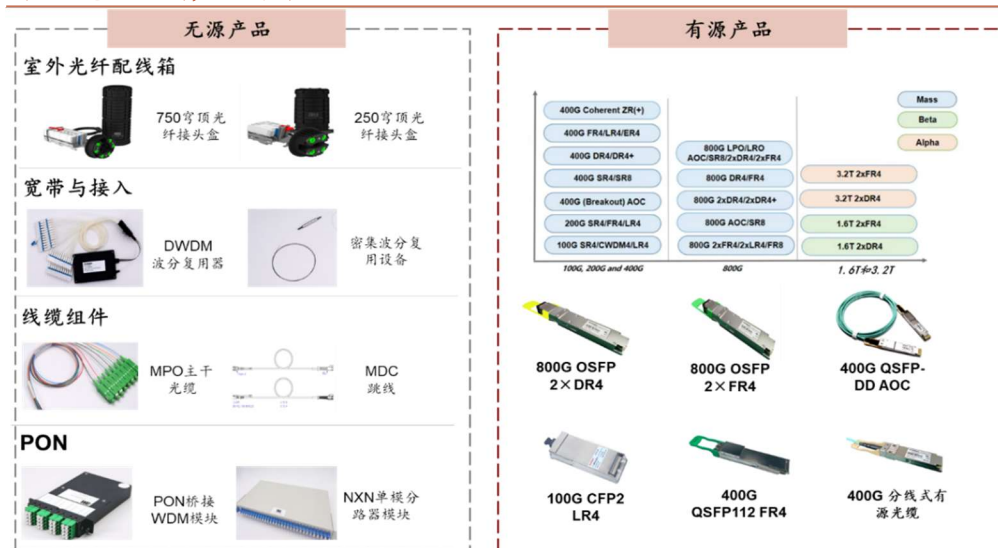 无源产品
室外光纤配线箱
750穹顶光
纤接头盒
250穹顶光
纤接头盒
宽带与接入
DWDM
波分复用器
密集波分复
用设备
线缆组件
MPO主干
光缆
MDC
跳线
PON
PON桥接
WDM模块
NXN单模分
路器模块
有源产品
Mass
Beta
Alpha
400G Coherent ZR(+)
400G FR4/LR4/ER4
400G DR4/DR4+
400G SR4/SR8
400G (Breakout) AOC
200G SR4/FR4/LR4
100G SR4/CWDM4/LR4
100G, 200G and 400G
800G LPO/LRO
AOC/SR8/2xDR4/2xFR4
800G DR4/FR4
800G 2xDR4/2xDR4+
800G AOC/SR8
800G 2xFR4/2xLR4/FR8
800G
3.2T 2xFR4
3.2T 2xDR4
1.6T 2xFR4
1.6T 2xDR4
1.6T和3.2T
800G OSFP
2×DR4
800G OSFP
2×FR4
400G QSFP-
DD AOC
100G CFP2
LR4
400G
QSFP112 FR4
400G 分线式有
源光缆